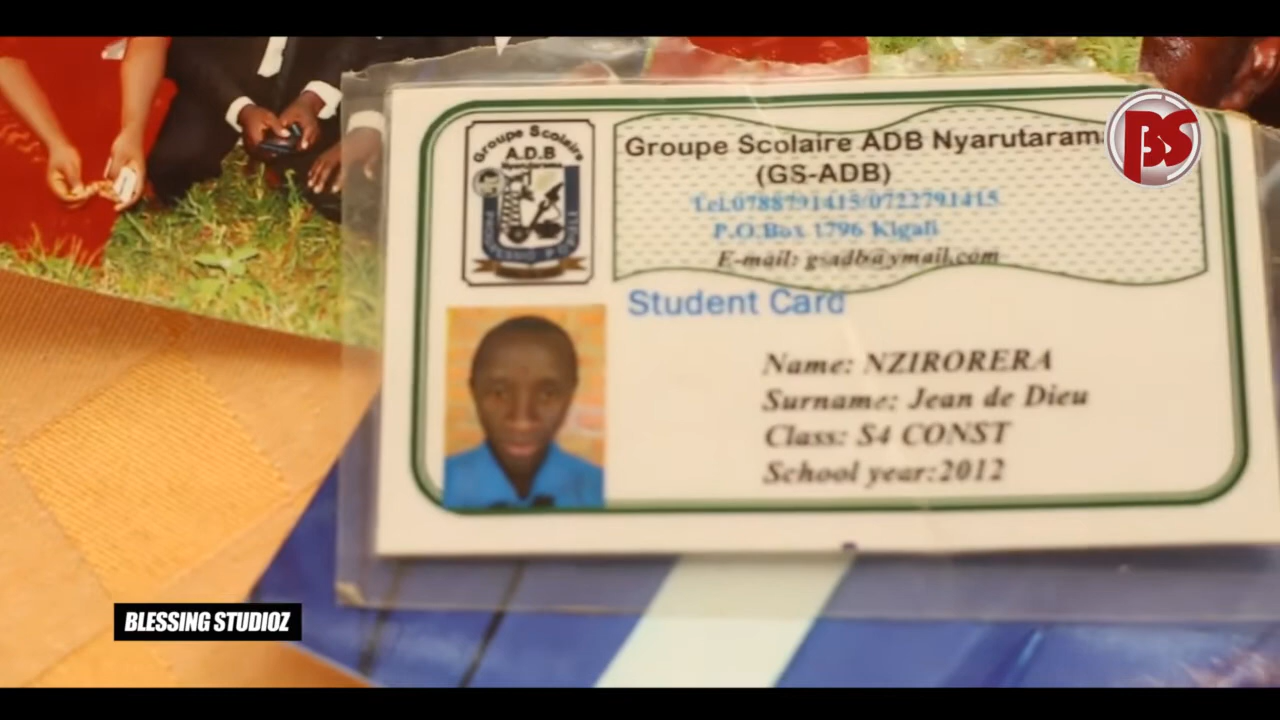 Groupe Scolaire ADB Nyarutarama
(GS-ADB)
Tel.0788791415/0722791415
P.O.Box 1796 Kigali
E-mail: gsadb@ymail.com
Groupe Scolaire
A.D.B
Nyarutarama
Student Card
Name: NZIRORERA
Surname: Jean de Dieu
Class: S4 CONST
School year:2012
BS
BLESSING STUDIOZ